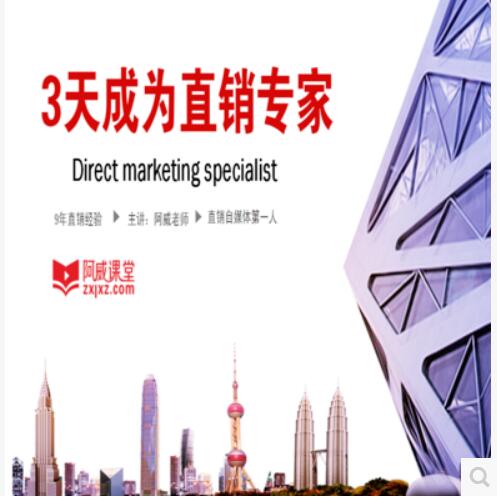 3天成为直销专家
Direct marketing specialist
9年直销经验 ▶ 主讲：阿威老师 ▶ 直销自媒体第一人
阿威课堂
zxjxz.com